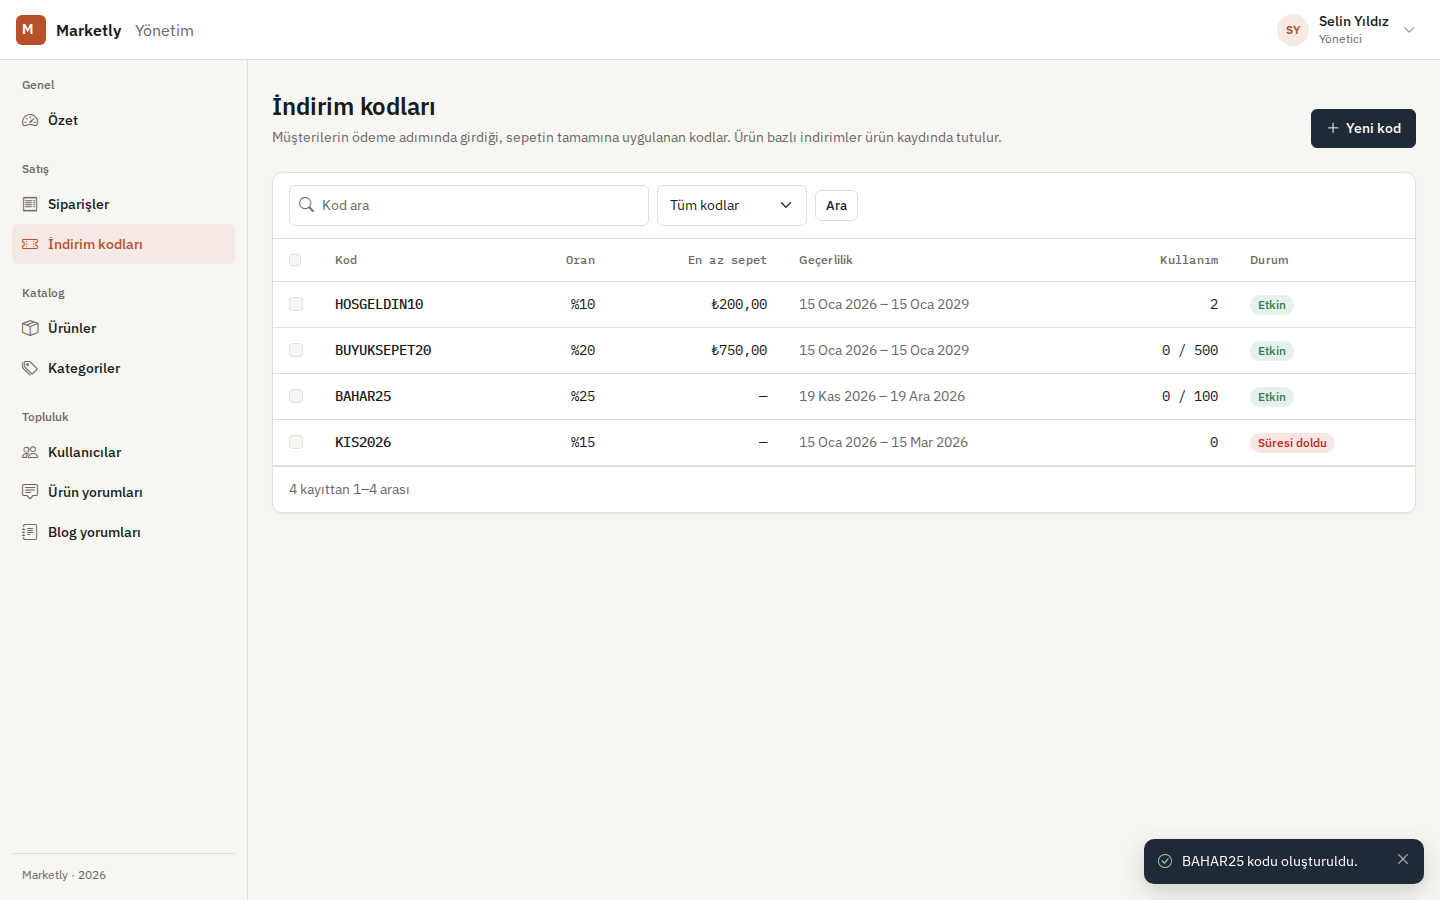 M Marketly Yönetim
SY Selin Yıldız
Yönetici
Genel
Özet
Satış
Siparişler
İndirim kodları
Katalog
Ürünler
Kategoriler
Topluluk
Kullanıcılar
Ürün yorumları
Blog yorumları
Marketly · 2026
İndirim kodları
Müşterilerin ödeme adımında girdiği, sepetin tamamına uygulanan kodlar. Ürün bazlı indirimler ürün kaydında tutulur.
Yeni kod
Kod ara Tüm kodlar Ara
Kod Oran En az sepet Geçerlilik Kullanım Durum
HOSGELDIN10 %10 ₺200,00 15 Oca 2026 – 15 Oca 2029 2 Etkin
BUYUKSEPET20 %20 ₺750,00 15 Oca 2026 – 15 Oca 2029 0 / 500 Etkin
BAHAR25 %25 — 19 Kas 2026 – 19 Ara 2026 0 / 100 Etkin
KIS2026 %15 — 15 Oca 2026 – 15 Mar 2026 0 Süresi doldu
4 kayıttan 1–4 arası
BAHAR25 kodu oluşturuldu.